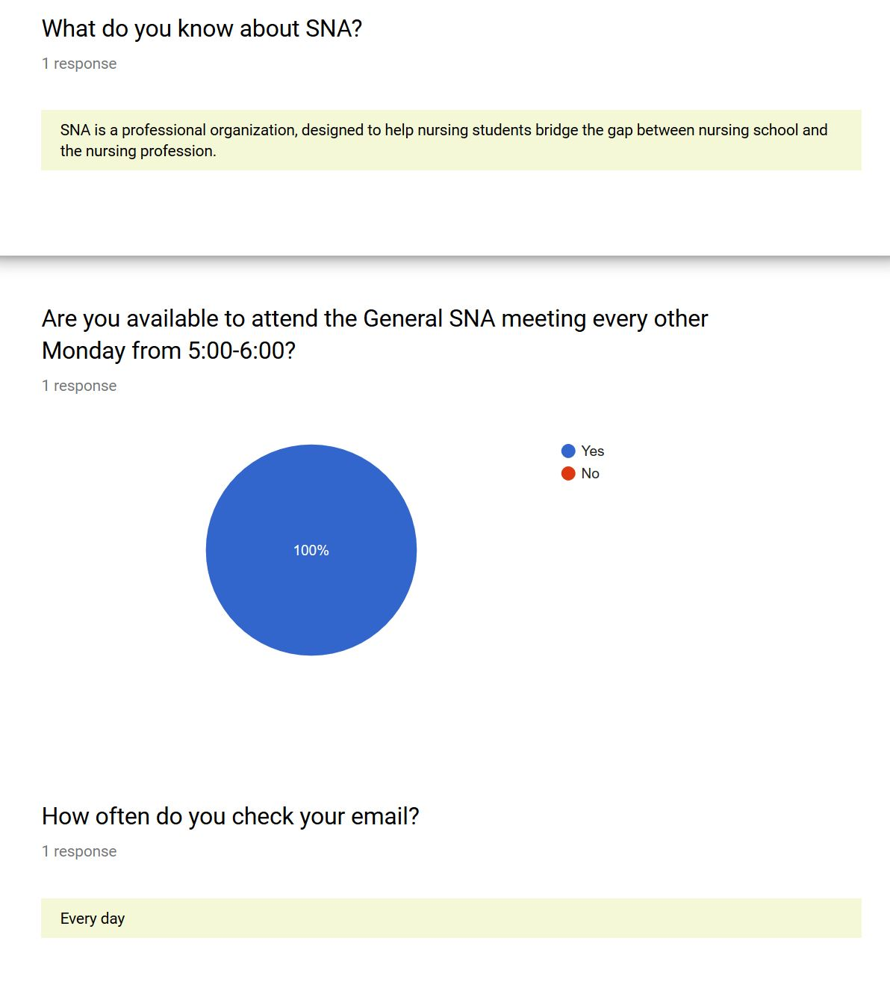 What do you know about SNA?
1 response
SNA is a professional organization, designed to help nursing students bridge the gap between nursing school and
the nursing profession.
Are you available to attend the General SNA meeting every other
Monday from 5:00-6:00?
1 response
Yes
No
100%
How often do you check your email?
1 response
Every day